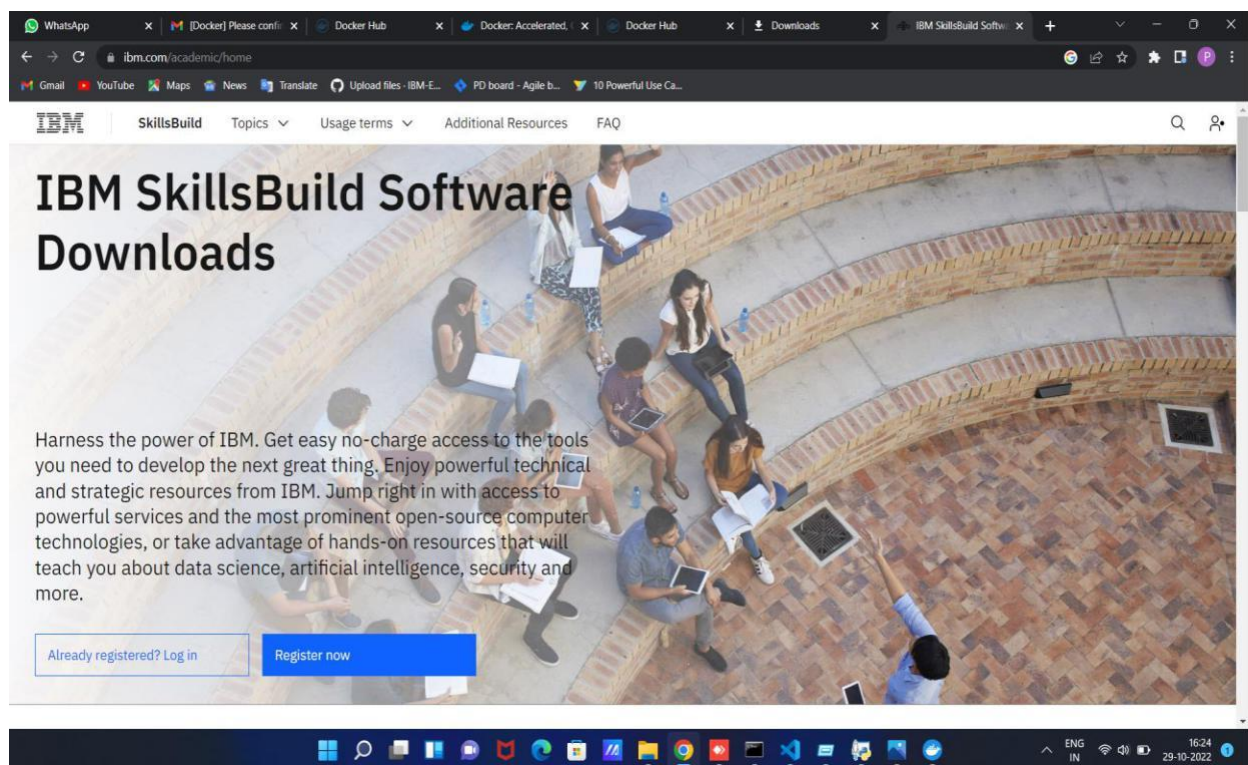 WhatsApp
[Docker] Please confi
Docker Hub
Docker: Accelerated,
Docker Hub
Downloads
IBM SkillsBuild Softw
ibm.com/academic/home
P
Gmail
YouTube
Maps
News
Translate
Upload files - IBM-E...
PD board - Agile b...
10 Powerful Use Ca...
IBM
SkillsBuild
Topics
Usage terms
Additional Resources
FAQ
IBM SkillsBuild Software
Downloads
Harness the power of IBM. Get easy no-charge access to the tools
you need to develop the next great thing. Enjoy powerful technical
and strategic resources from IBM. Jump right in with access to
powerful services and the most prominent open-source computer
technologies, or take advantage of hands-on resources that will
teach you about data science, artificial intelligence, security and
more.
Already registered? Log in
Register now
ENG
IN
16:24
29-10-2022
1